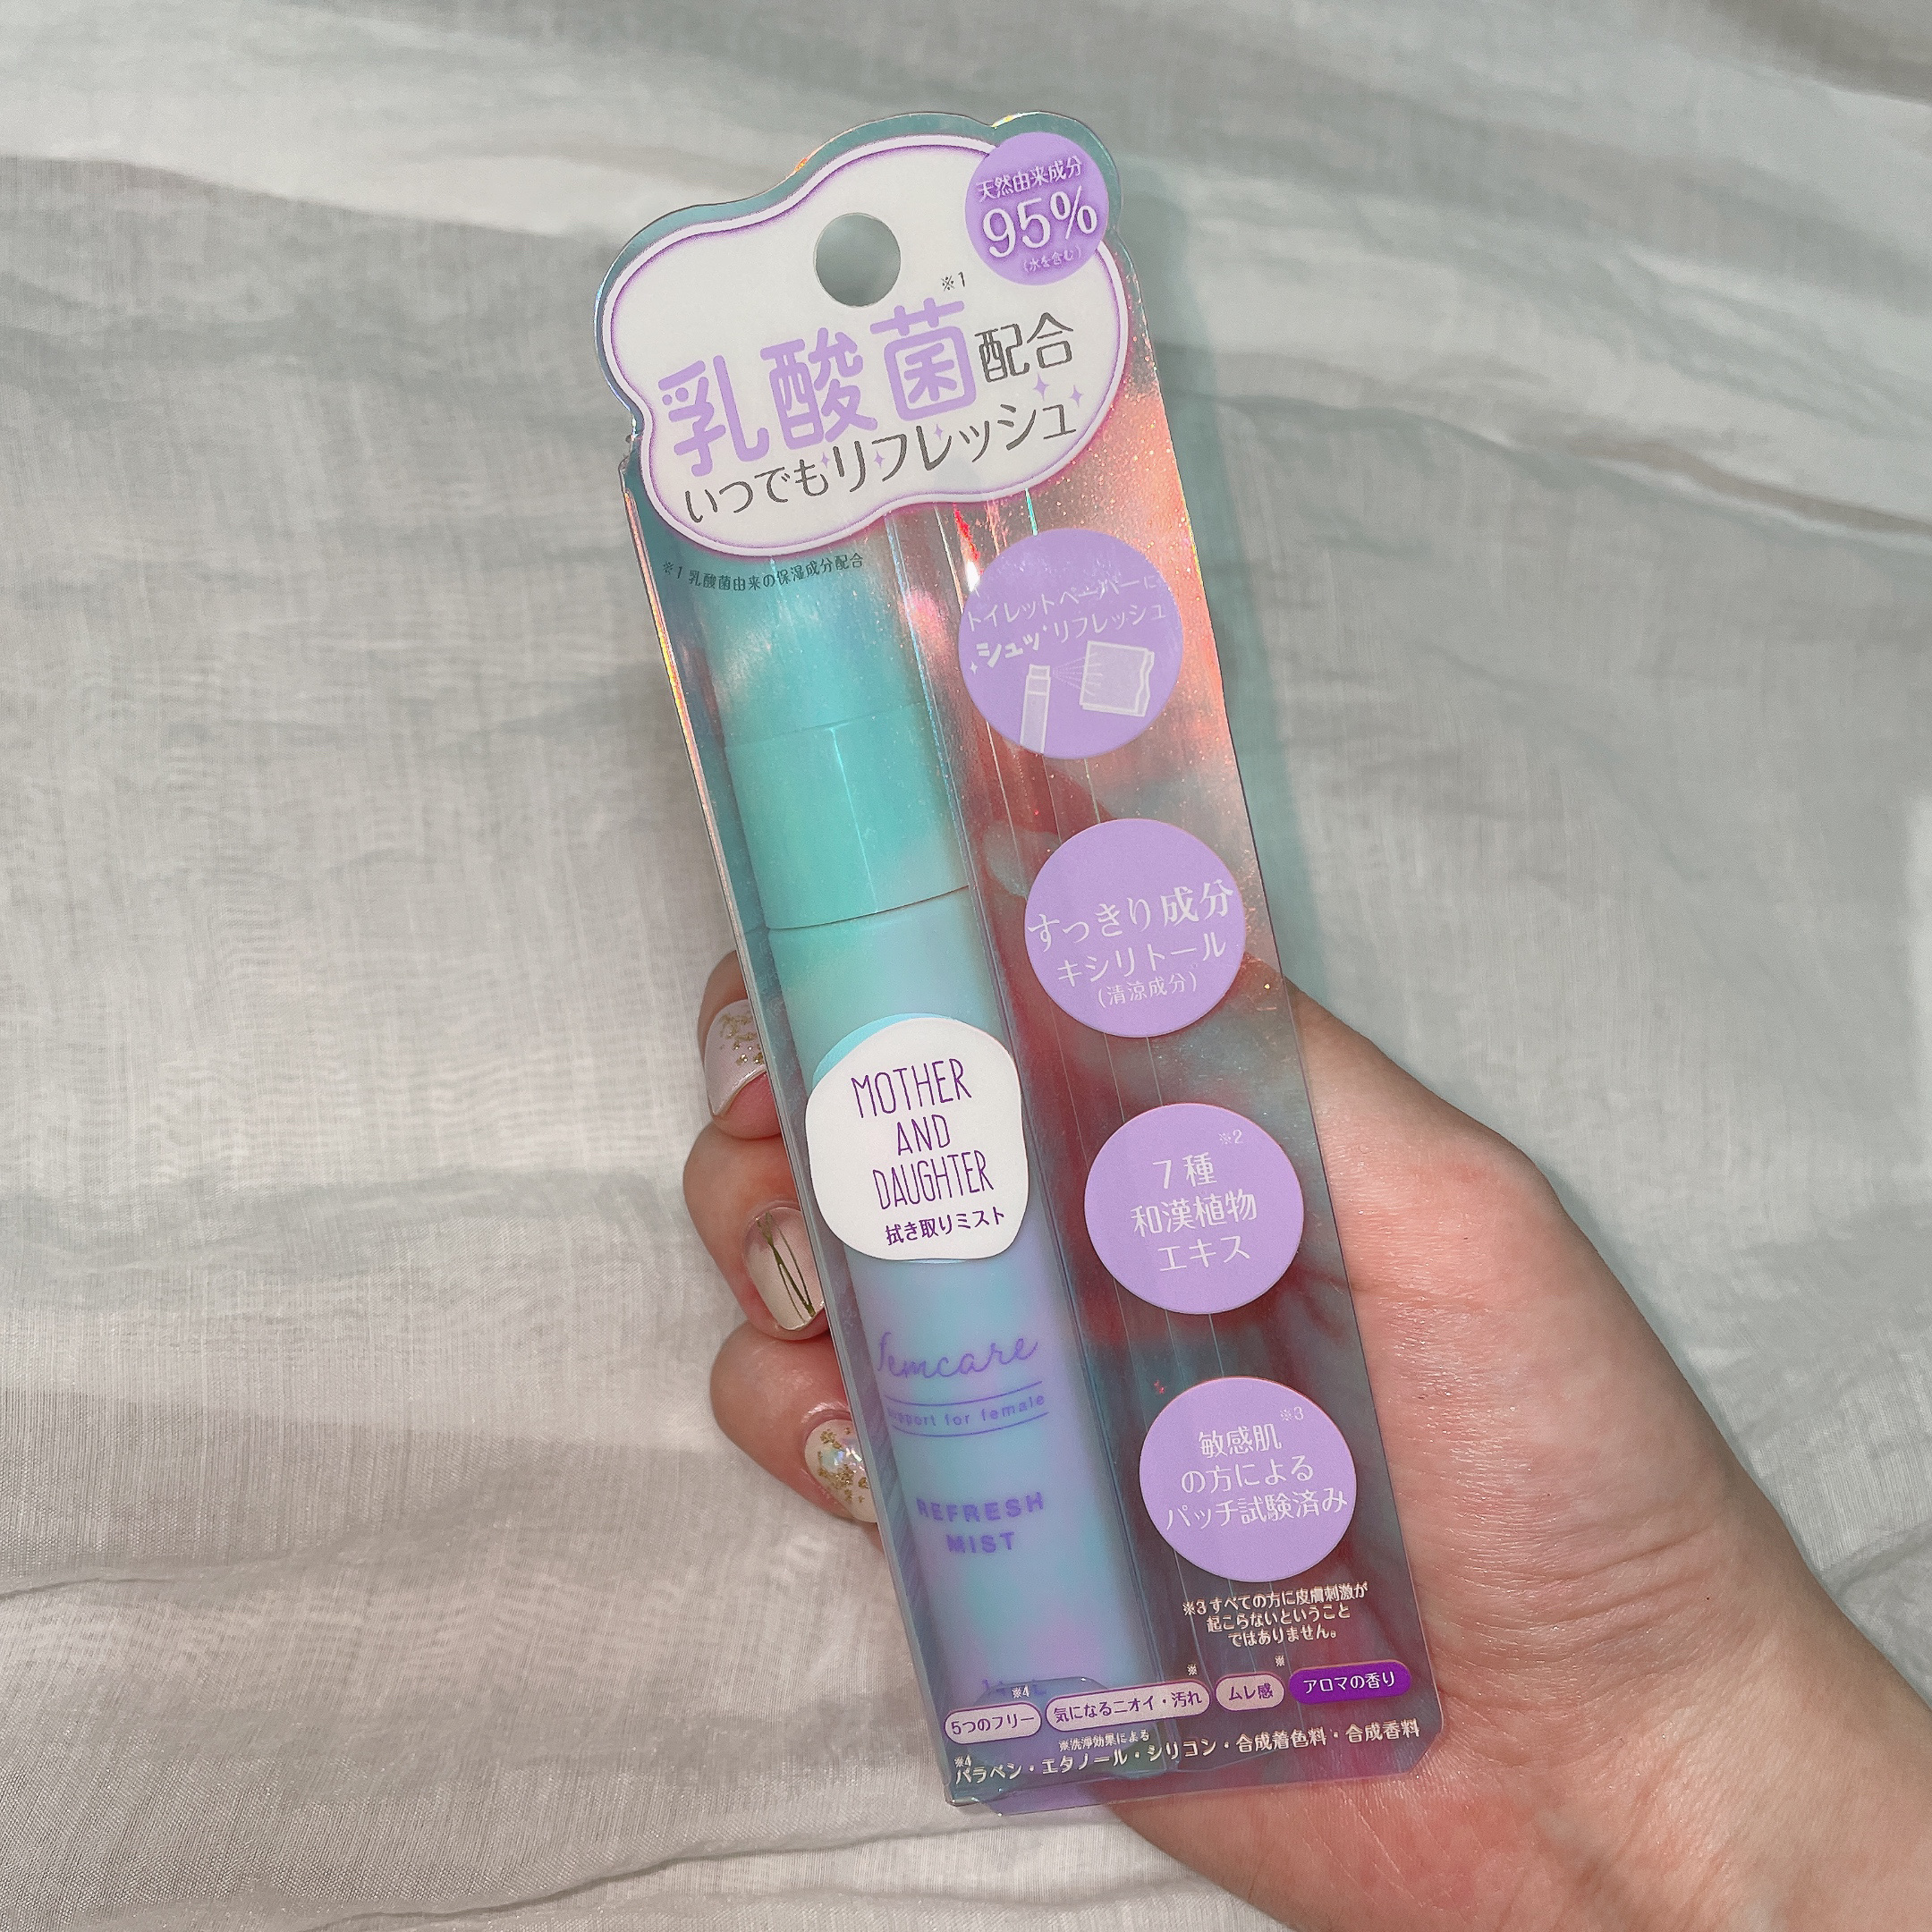 天然由来成分
95%
(水を含む)
※1
乳酸菌配合
いつでもリフレッシュ
※1 乳酸菌由来の保湿成分配合
トイレットペーパーに
シュッ リフレッシュ
すっきり成分
キシリトール
(清涼成分)
MOTHER
AND
DAUGHTER
拭き取りミスト
※2
7種
和漢植物
エキス
femcare
support for female
REFRESH
MIST
※3
敏感肌
の方による
パッチ試験済み
※3 すべての方に皮膚刺激が
起こらないということ
ではありません。
※4 ※ ※
5つのフリー 気になるニオイ・汚れ ムレ感 アロマの香り
※洗浄効果による
※4
パラベン・エタノール・シリコン・合成着色料・合成香料